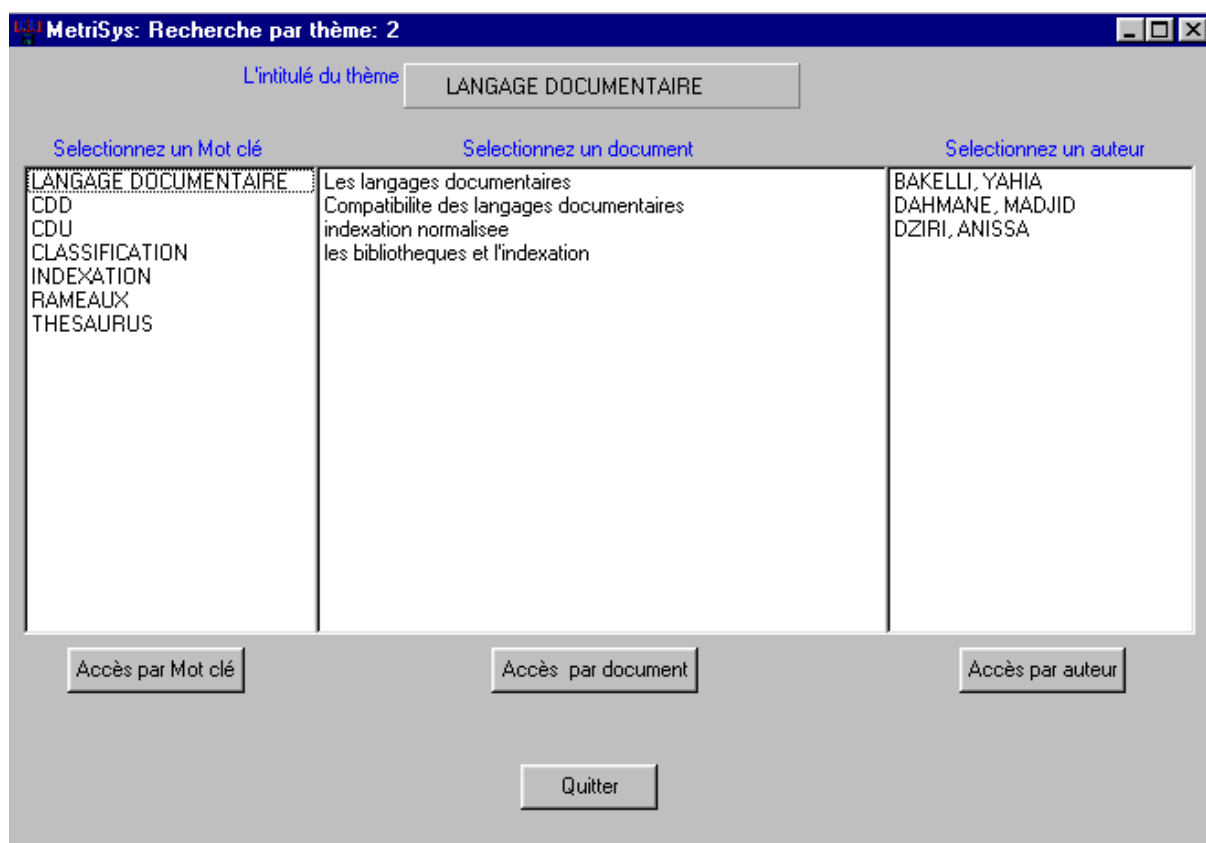 MetriSys: Recherche par thème: 2
L'intitulé du thème
LANGAGE DOCUMENTAIRE
Selectionnez un Mot clé
LANGAGE DOCUMENTAIRE
CDD
CDU
CLASSIFICATION
INDEXATION
RAMEAUX
THESAURUS
Accès par Mot clé
Selectionnez un document
Les langages documentaires
Compatibilite des langages documentaires
indexation normalisee
les bibliotheques et l'indexation
Accès par document
Selectionnez un auteur
BAKELLI, YAHIA
DAHMANE, MADJID
DZIRI, ANISSA
Accès par auteur
Quitter